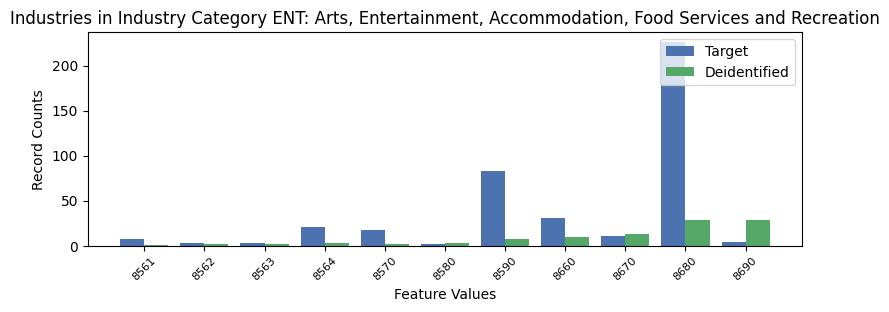 Industries in Industry Category ENT: Arts, Entertainment, Accommodation, Food Services and Recreation
Target
Deidentified
Record Counts
200
150
100
50
0
8561 8562 8563 8564 8570 8580 8590 8660 8670 8680 8690
Feature Values